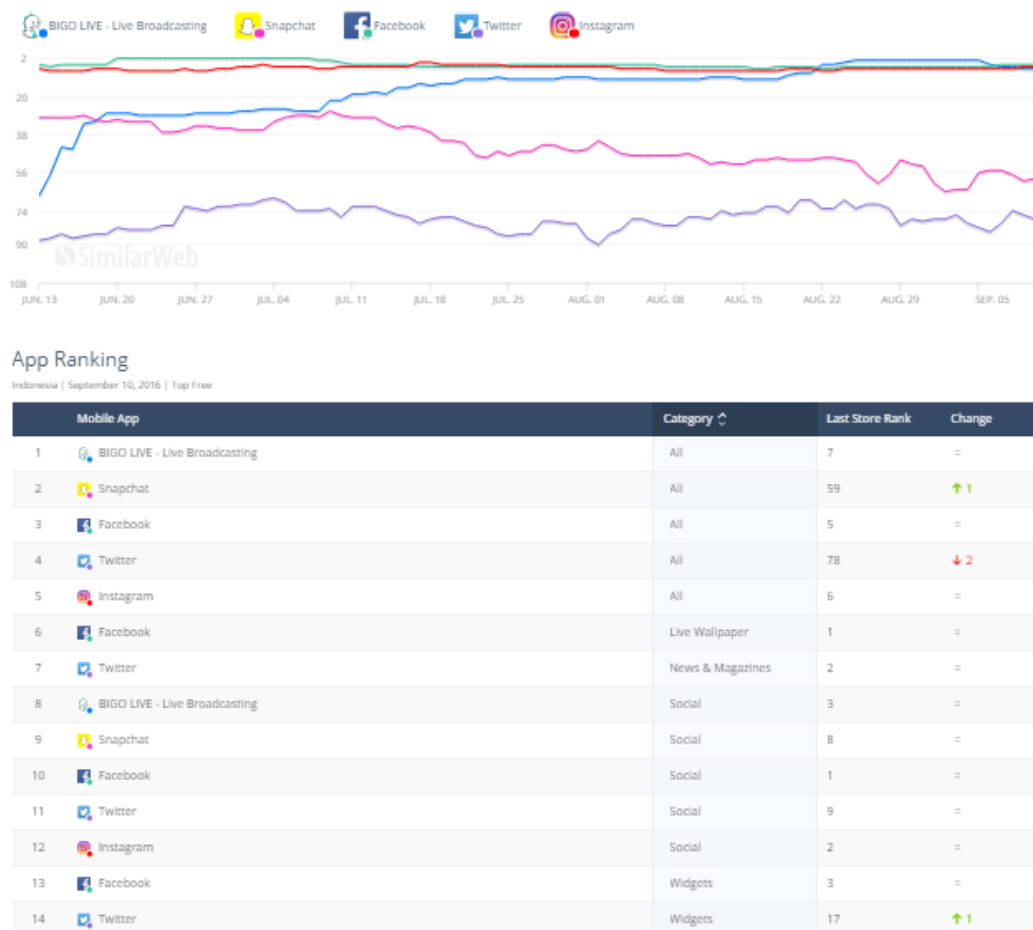 BIGO LIVE - Live Broadcasting Snapchat Facebook Twitter Instagram
2
20
38
56
74
90
108
SimilarWeb
JUN. 13 JUN. 20 JUN. 27 JUL. 04 JUL. 11 JUL. 18 JUL. 25 AUG. 01 AUG. 08 AUG. 15 AUG. 22 AUG. 29 SEP. 05
App Ranking
Indonesia | September 10, 2016 | Top Free
Mobile App Category Last Store Rank Change
1 BIGO LIVE - Live Broadcasting All 7 =
2 Snapchat All 59 ↑ 1
3 Facebook All 5 =
4 Twitter All 78 ↓ 2
5 Instagram All 6 =
6 Facebook Live Wallpaper 1 =
7 Twitter News & Magazines 2 =
8 BIGO LIVE - Live Broadcasting Social 3 =
9 Snapchat Social 8 =
10 Facebook Social 1 =
11 Twitter Social 9 =
12 Instagram Social 2 =
13 Facebook Widgets 3 =
14 Twitter Widgets 17 ↑ 1